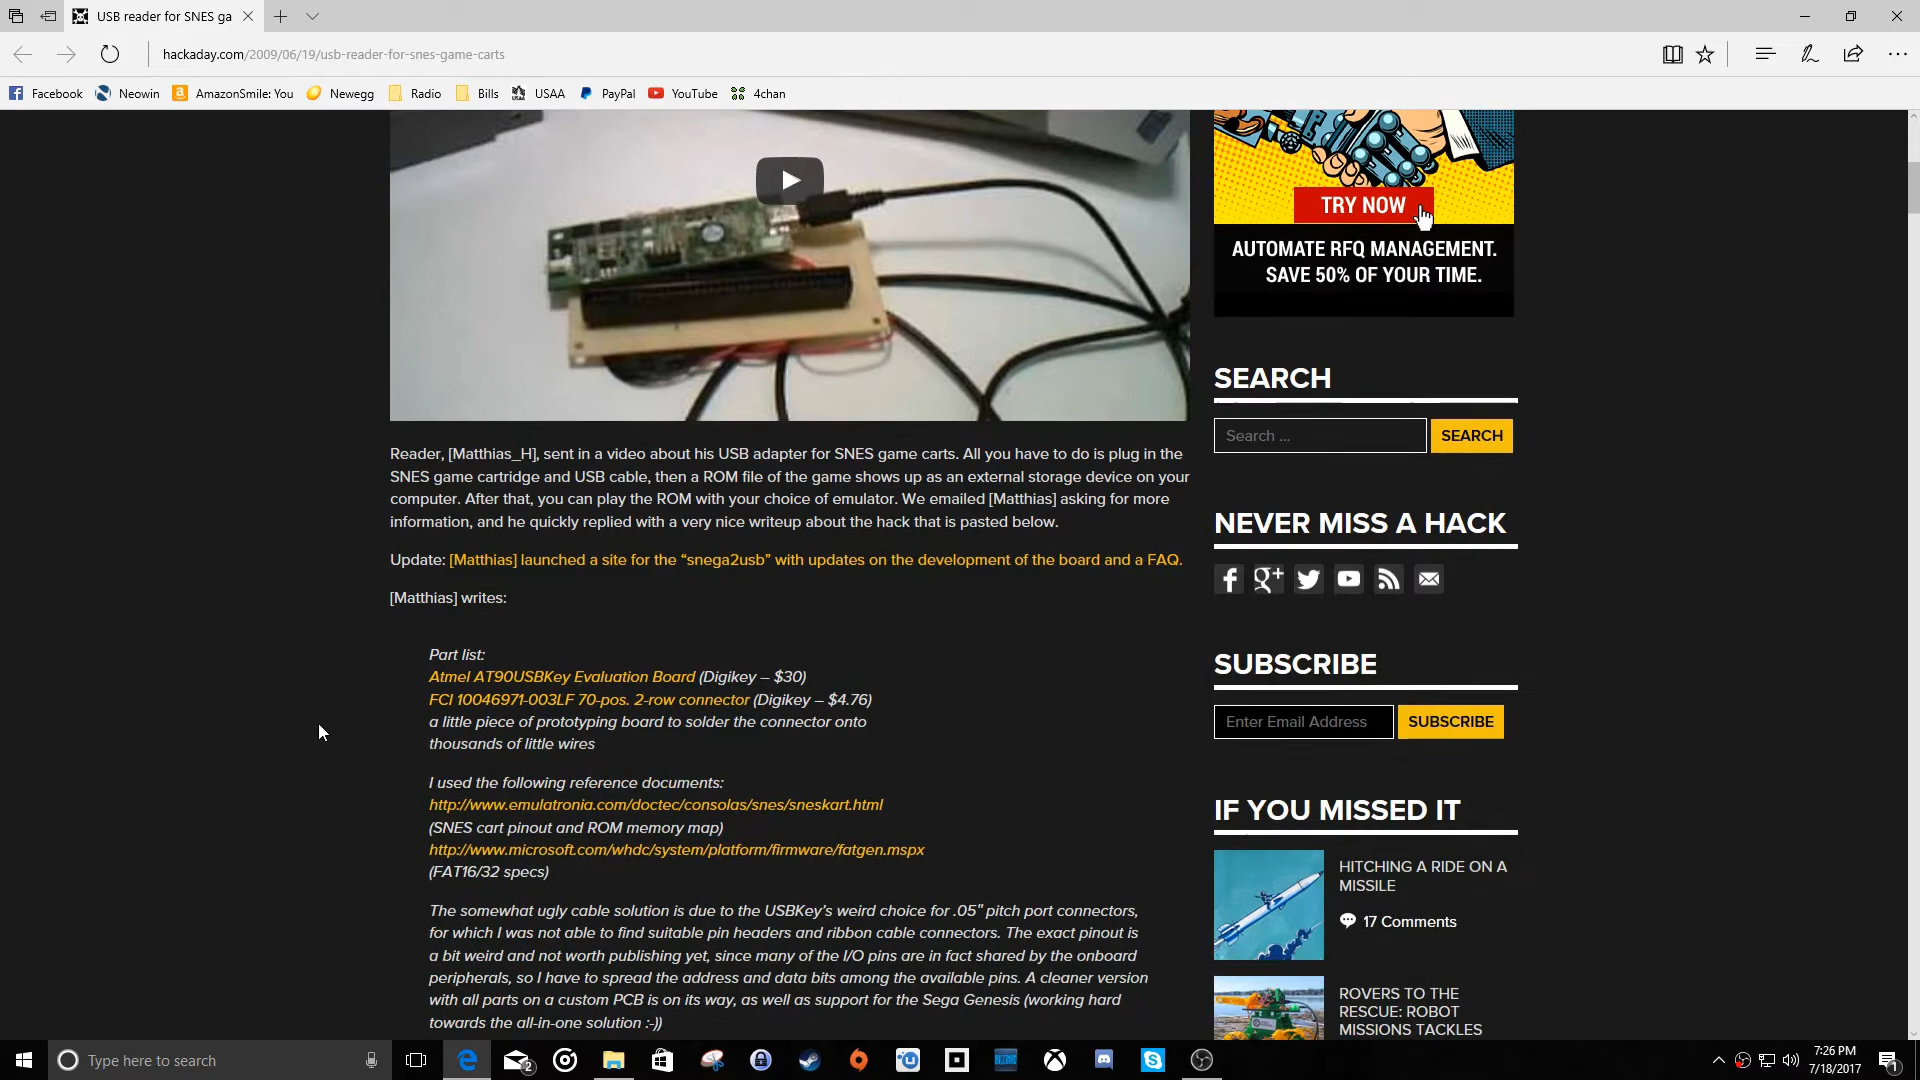 USB reader for SNES ga
hackaday.com/2009/06/19/usb-reader-for-snes-game-carts
Facebook Neowin AmazonSmile: You Newegg Radio Bills USAA PayPal YouTube 4chan
TRY NOW
AUTOMATE RFQ MANAGEMENT.
SAVE 50% OF YOUR TIME.
Reader, [Matthias_H], sent in a video about his USB adapter for SNES game carts. All you have to do is plug in the
SNES game cartridge and USB cable, then a ROM file of the game shows up as an external storage device on your
computer. After that, you can play the ROM with your choice of emulator. We emailed [Matthias] asking for more
information, and he quickly replied with a very nice writeup about the hack that is pasted below.
Update: [Matthias] launched a site for the “snega2usb” with updates on the development of the board and a FAQ.
[Matthias] writes:
Part list:
Atmel AT90USBKey Evaluation Board (Digikey – $30)
FCI 10046971-003LF 70-pos. 2-row connector (Digikey – $4.76)
a little piece of prototyping board to solder the connector onto
thousands of little wires
I used the following reference documents:
http://www.emulatronia.com/doctec/consolas/snes/sneskart.html
(SNES cart pinout and ROM memory map)
http://www.microsoft.com/whdc/system/platform/firmware/fatgen.mspx
(FAT16/32 specs)
The somewhat ugly cable solution is due to the USBKey’s weird choice for .05″ pitch port connectors,
for which I was not able to find suitable pin headers and ribbon cable connectors. The exact pinout is
a bit weird and not worth publishing yet, since many of the I/O pins are in fact shared by the onboard
peripherals, so I have to spread the address and data bits among the available pins. A cleaner version
with all parts on a custom PCB is on its way, as well as support for the Sega Genesis (working hard
towards the all-in-one solution :-))
SEARCH
Search ...
SEARCH
NEVER MISS A HACK
SUBSCRIBE
Enter Email Address
SUBSCRIBE
IF YOU MISSED IT
HITCHING A RIDE ON A
MISSILE
17 Comments
ROVERS TO THE
RESCUE: ROBOT
MISSIONS TACKLES
Type here to search
2
7:26 PM
7/18/2017
1